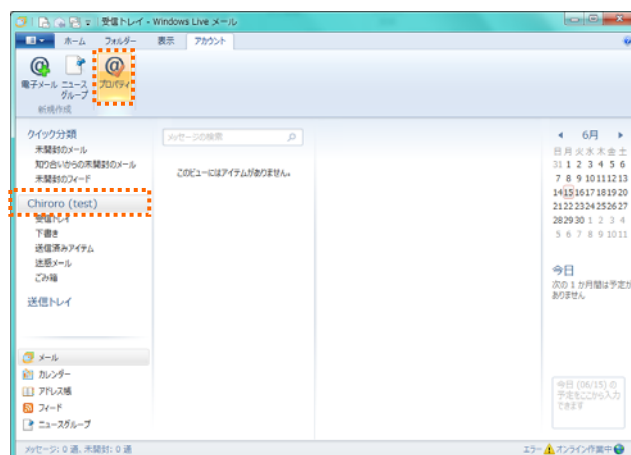 受信トレイ - Windows Live メール
ホーム フォルダー 表示 アカウント
電子メール ニュース グループ プロパティ
新規作成
クイック分類
未開封のメール
知り合いからの未開封のメール
未開封のフィード
Chiroro (test)
受信トレイ
下書き
送信済みアイテム
迷惑メール
ごみ箱
送信トレイ
メール
カレンダー
アドレス帳
フィード
ニュースグループ
メッセージの検索
このビューにはアイテムがありません。
6月
日 月 火 水 木 金 土
31 1 2 3 4 5 6
7 8 9 10 11 12 13
14 15 16 17 18 19 20
21 22 23 24 25 26 27
28 29 30 1 2 3 4
5 6 7 8 9 10 11
今日
次の 1 か月間は予定が
ありません
今日 (06/15) の
予定をここから入力
できます
メッセージ: 0 通、未開封: 0 通
エラー オンライン作業中